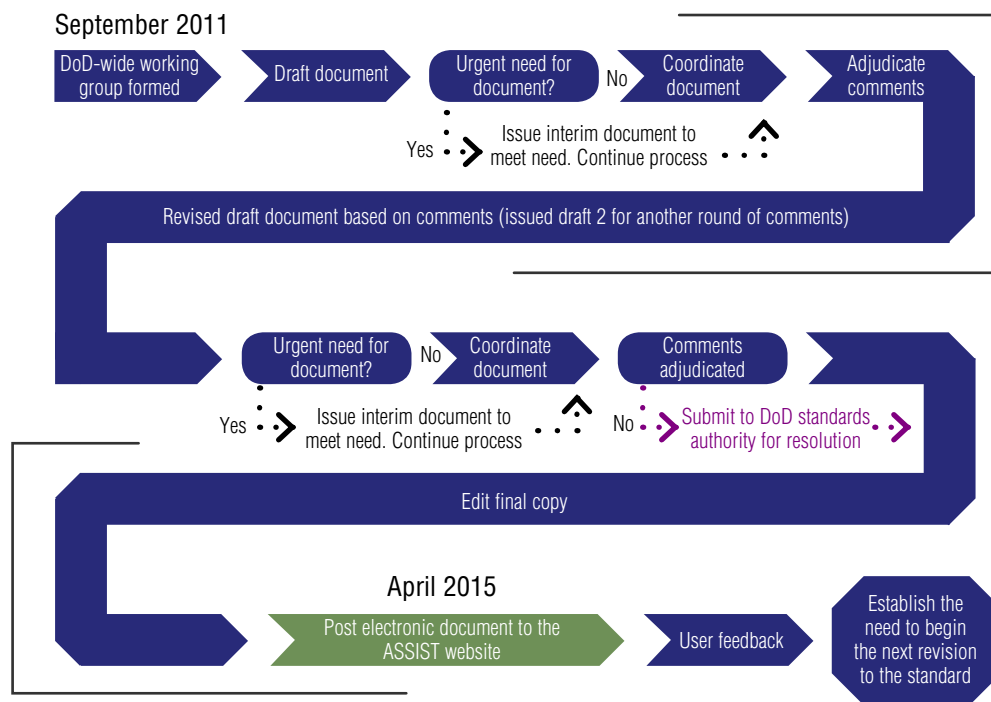 September 2011
DoD-wide working
group formed
Draft document
Urgent need for
document?
No
Coordinate
document
Adjudicate
comments
Yes
Issue interim document to
meet need. Continue process
Revised draft document based on comments (issued draft 2 for another round of comments)
Urgent need for
document?
No
Coordinate
document
Comments
adjudicated
Yes
Issue interim document to
meet need. Continue process
No
Submit to DoD standards
authority for resolution
Edit final copy
April 2015
Post electronic document to the
ASSIST website
User feedback
Establish the
need to begin
the next revision
to the standard